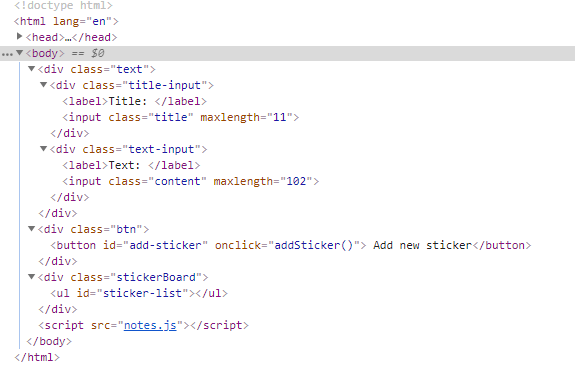 <!doctype html>
<html lang="en">
<head>…</head>
<body> == $0
<div class="text">
<div class="title-input">
<label>Title: </label>
<input class="title" maxlength="11">
</div>
<div class="text-input">
<label>Text: </label>
<input class="content" maxlength="102">
</div>
</div>
<div class="btn">
<button id="add-sticker" onclick="addSticker()"> Add new sticker</button>
</div>
<div class="stickerBoard">
<ul id="sticker-list"></ul>
</div>
<script src="notes.js"></script>
</body>
</html>